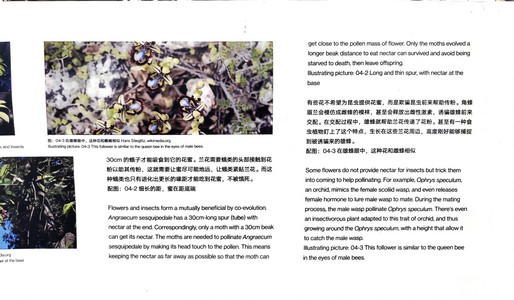 and insects
a.org
ar at the base
图：04-3 在雄蜂眼中，这种花和雌蜂相似 Hans Stieglitz, wikimedia.org
Illustrating picture: 04-3 This follower is similar to the queen bee in the eyes of male bees.
30cm 的蛾子才能吸食到它的花蜜。兰花需要蛾类的头部接触到花
粉以助其传粉，这就需要让蜜尽可能地远，让蛾类紧贴兰花。而这
种蛾类也只有进化出更长的喙距才能吃到花蜜，不被饿死。
配图：04-2 细长的距，蜜在距底端
Flowers and insects form a mutually beneficial by co-evolution.
Angraecum sesquipedale has a 30cm-long spur (tube) with
nectar at the end. Correspondingly, only a moth with a 30cm beak
can get its nectar. The moths are needed to pollinate Angraecum
sesquipedale by making its head touch to the pollen. This means
keeping the nectar as far away as possible so that the moth can
get close to the pollen mass of flower. Only the moths evolved a
longer beak distance to eat nectar can survived and avoid being
starved to death, then leave offspring.
Illustrating picture: 04-2 Long and thin spur, with nectar at the
base
有些花不希望为昆虫提供花蜜，而是欺骗昆虫前来帮助传粉。角蜂
眉兰会模仿成雌蜂的模样，甚至会释放出雌性激素，诱骗雄蜂前来
交配。在交配过程中，雄蜂就帮助兰花传递了花粉。甚至有一种食
虫植物盯上了这个特点，生长在这些兰花周边，高度刚好能够捕捉
到被诱骗来的雄蜂。
配图：04-3 在雄蜂眼中，这种花和雌蜂相似
Some flowers do not provide nectar for insects but trick them
into coming to help pollinating. For example, Ophrys speculum,
an orchid, mimics the female scoliid wasp, and even releases
female hormone to lure male wasp to mate. During the mating
process, the male wasp pollinate Ophrys speculum. There's even
an insectivorous plant adapted to this trait of orchid, and thus
growing around the Ophrys speculum, with a height that allow it
to catch the male wasp.
Illustrating picture: 04-3 This follower is similar to the queen bee
in the eyes of male bees.